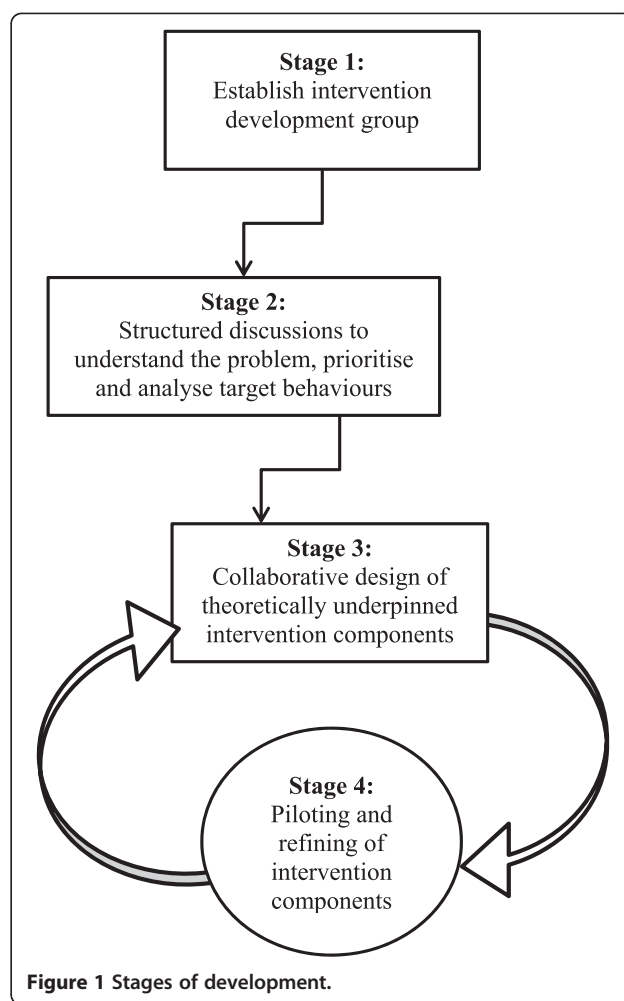 Stage 1:
Establish intervention
development group
Stage 2:
Structured discussions to
understand the problem, prioritise
and analyse target behaviours
Stage 3:
Collaborative design of
theoretically underpinned
intervention components
Stage 4:
Piloting and
refining of
intervention
components
Figure 1 Stages of development.